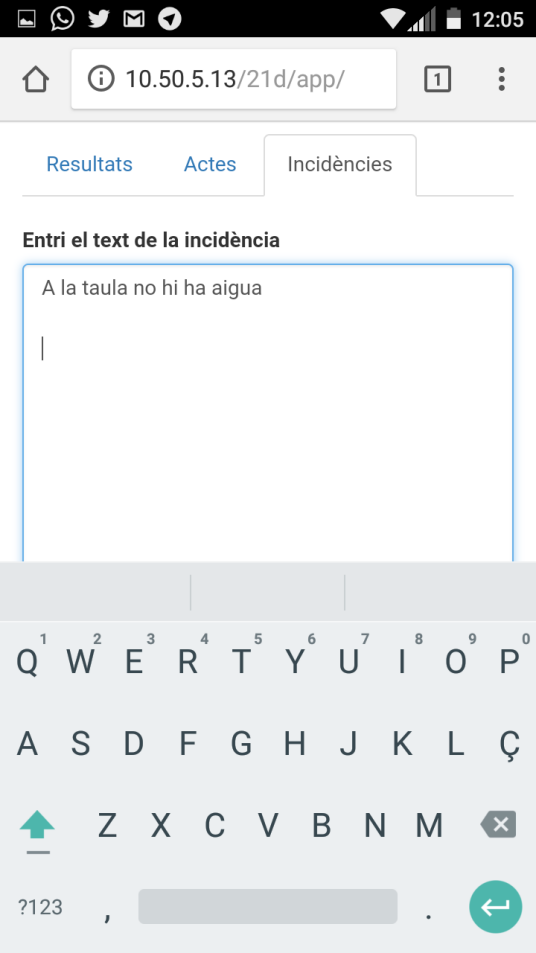 12:05
10.50.5.13/21d/app/
1
Resultats Actes Incidències
Entri el text de la incidència
A la taula no hi ha aigua
1 2 3 4 5 6 7 8 9 0
Q W E R T Y U I O P
A S D F G H J K L Ç
Z X C V B N M
?123 , .